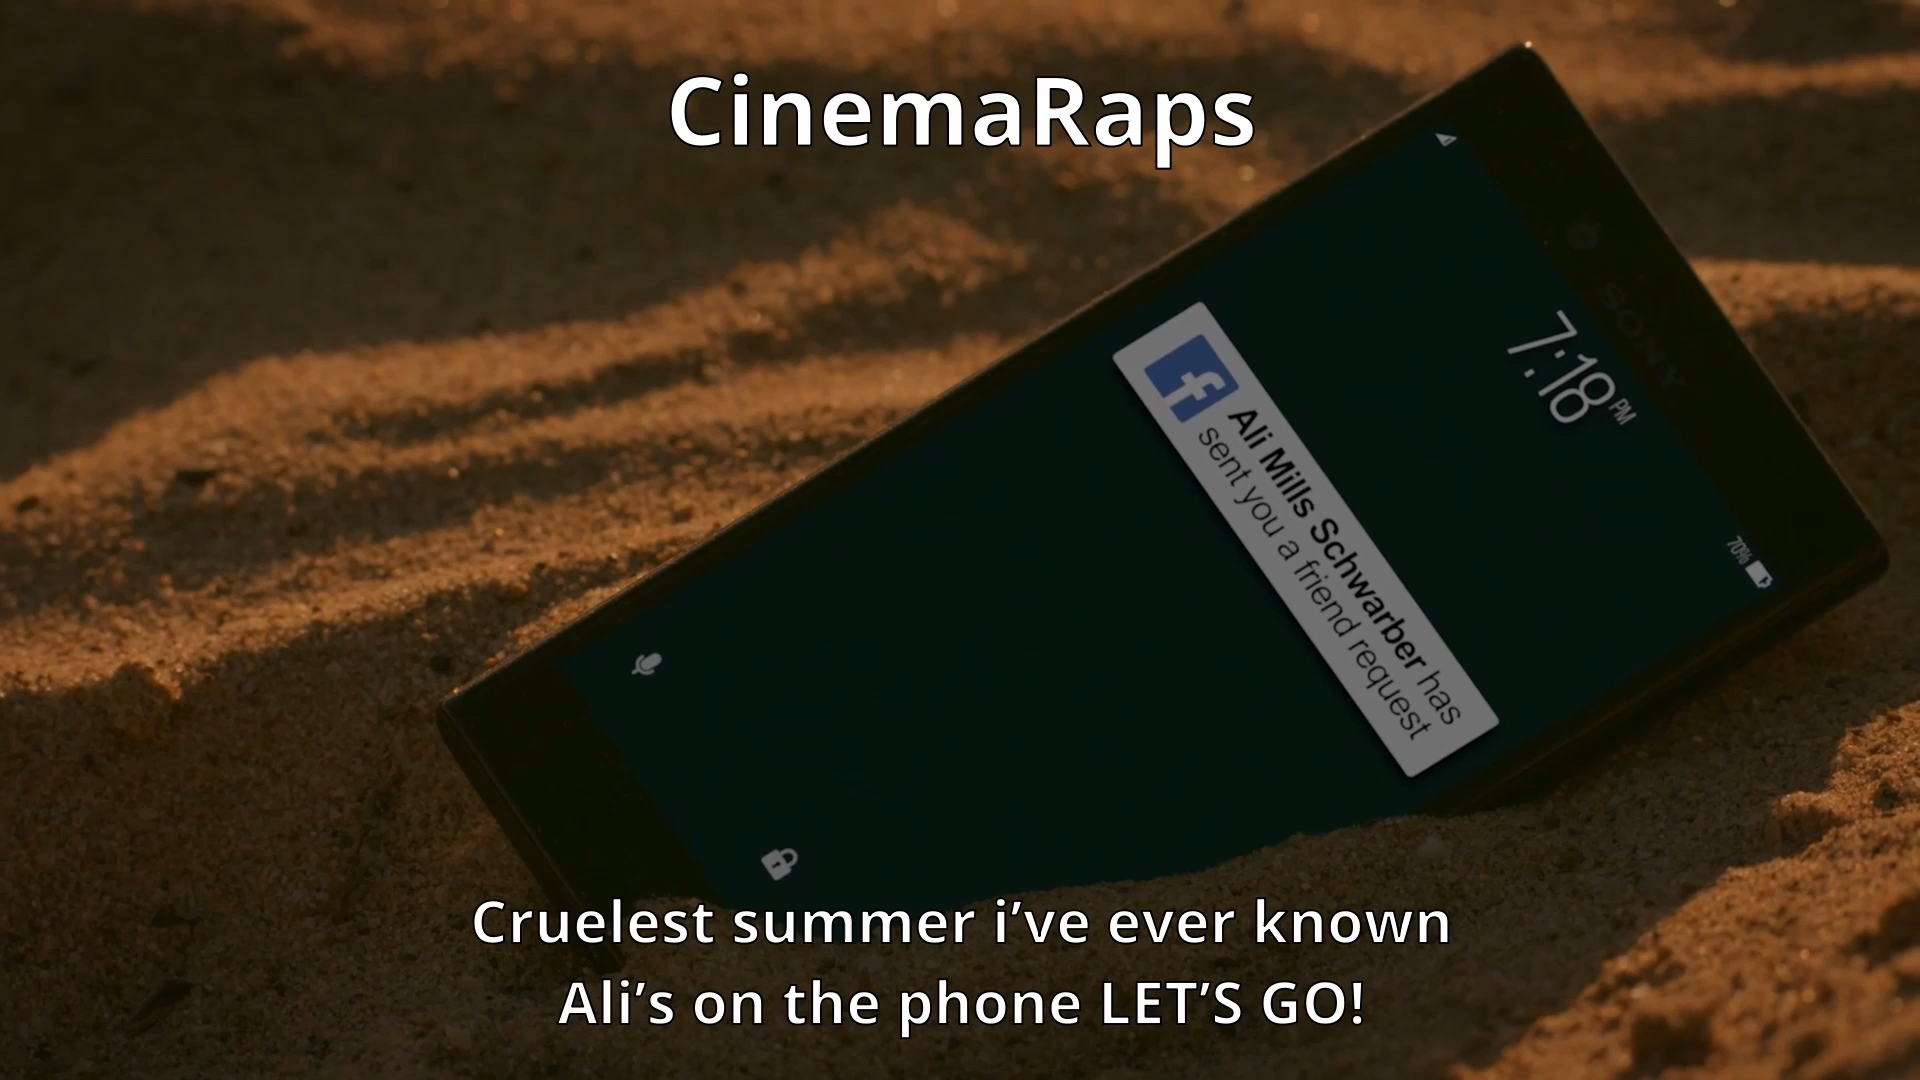 CinemaRaps
SONY
7:18 PM
70%
Ali Mills Schwarber has
sent you a friend request
Cruelest summer i’ve ever known
Ali’s on the phone LET’S GO!